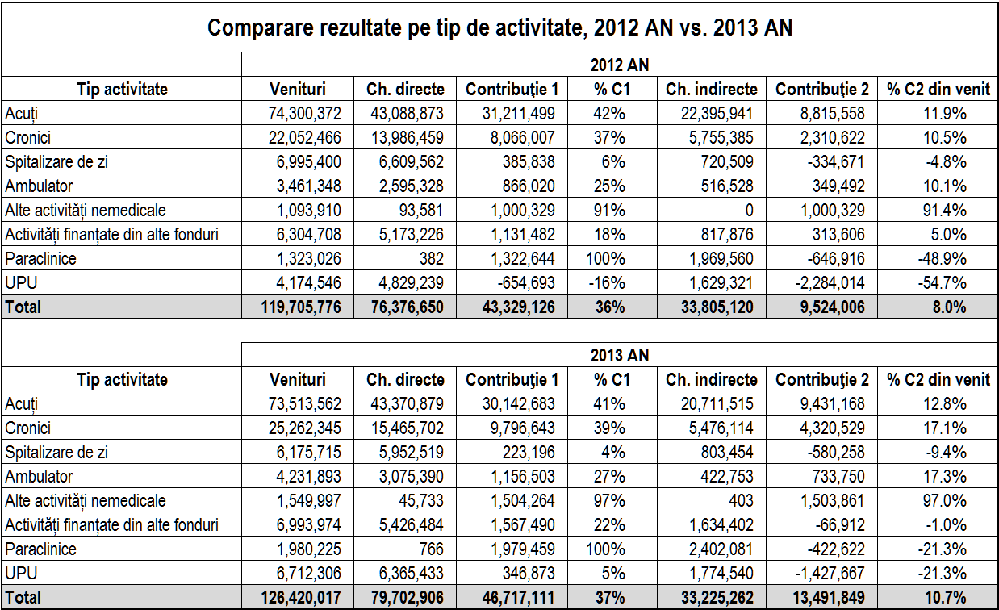 Comparare rezultate pe tip de activitate, 2012 AN vs. 2013 AN
2012 AN
Tip activitate Venituri Ch. directe Contribuţie 1 % C1 Ch. indirecte Contribuţie 2 % C2 din venit
Acuți 74,300,372 43,088,873 31,211,499 42% 22,395,941 8,815,558 11.9%
Cronici 22,052,466 13,986,459 8,066,007 37% 5,755,385 2,310,622 10.5%
Spitalizare de zi 6,995,400 6,609,562 385,838 6% 720,509 -334,671 -4.8%
Ambulator 3,461,348 2,595,328 866,020 25% 516,528 349,492 10.1%
Alte activități nemedicale 1,093,910 93,581 1,000,329 91% 0 1,000,329 91.4%
Activități finanțate din alte fonduri 6,304,708 5,173,226 1,131,482 18% 817,876 313,606 5.0%
Paraclinice 1,323,026 382 1,322,644 100% 1,969,560 -646,916 -48.9%
UPU 4,174,546 4,829,239 -654,693 -16% 1,629,321 -2,284,014 -54.7%
Total 119,705,776 76,376,650 43,329,126 36% 33,805,120 9,524,006 8.0%
2013 AN
Tip activitate Venituri Ch. directe Contribuţie 1 % C1 Ch. indirecte Contribuţie 2 % C2 din venit
Acuți 73,513,562 43,370,879 30,142,683 41% 20,711,515 9,431,168 12.8%
Cronici 25,262,345 15,465,702 9,796,643 39% 5,476,114 4,320,529 17.1%
Spitalizare de zi 6,175,715 5,952,519 223,196 4% 803,454 -580,258 -9.4%
Ambulator 4,231,893 3,075,390 1,156,503 27% 422,753 733,750 17.3%
Alte activități nemedicale 1,549,997 45,733 1,504,264 97% 403 1,503,861 97.0%
Activități finanțate din alte fonduri 6,993,974 5,426,484 1,567,490 22% 1,634,402 -66,912 -1.0%
Paraclinice 1,980,225 766 1,979,459 100% 2,402,081 -422,622 -21.3%
UPU 6,712,306 6,365,433 346,873 5% 1,774,540 -1,427,667 -21.3%
Total 126,420,017 79,702,906 46,717,111 37% 33,225,262 13,491,849 10.7%